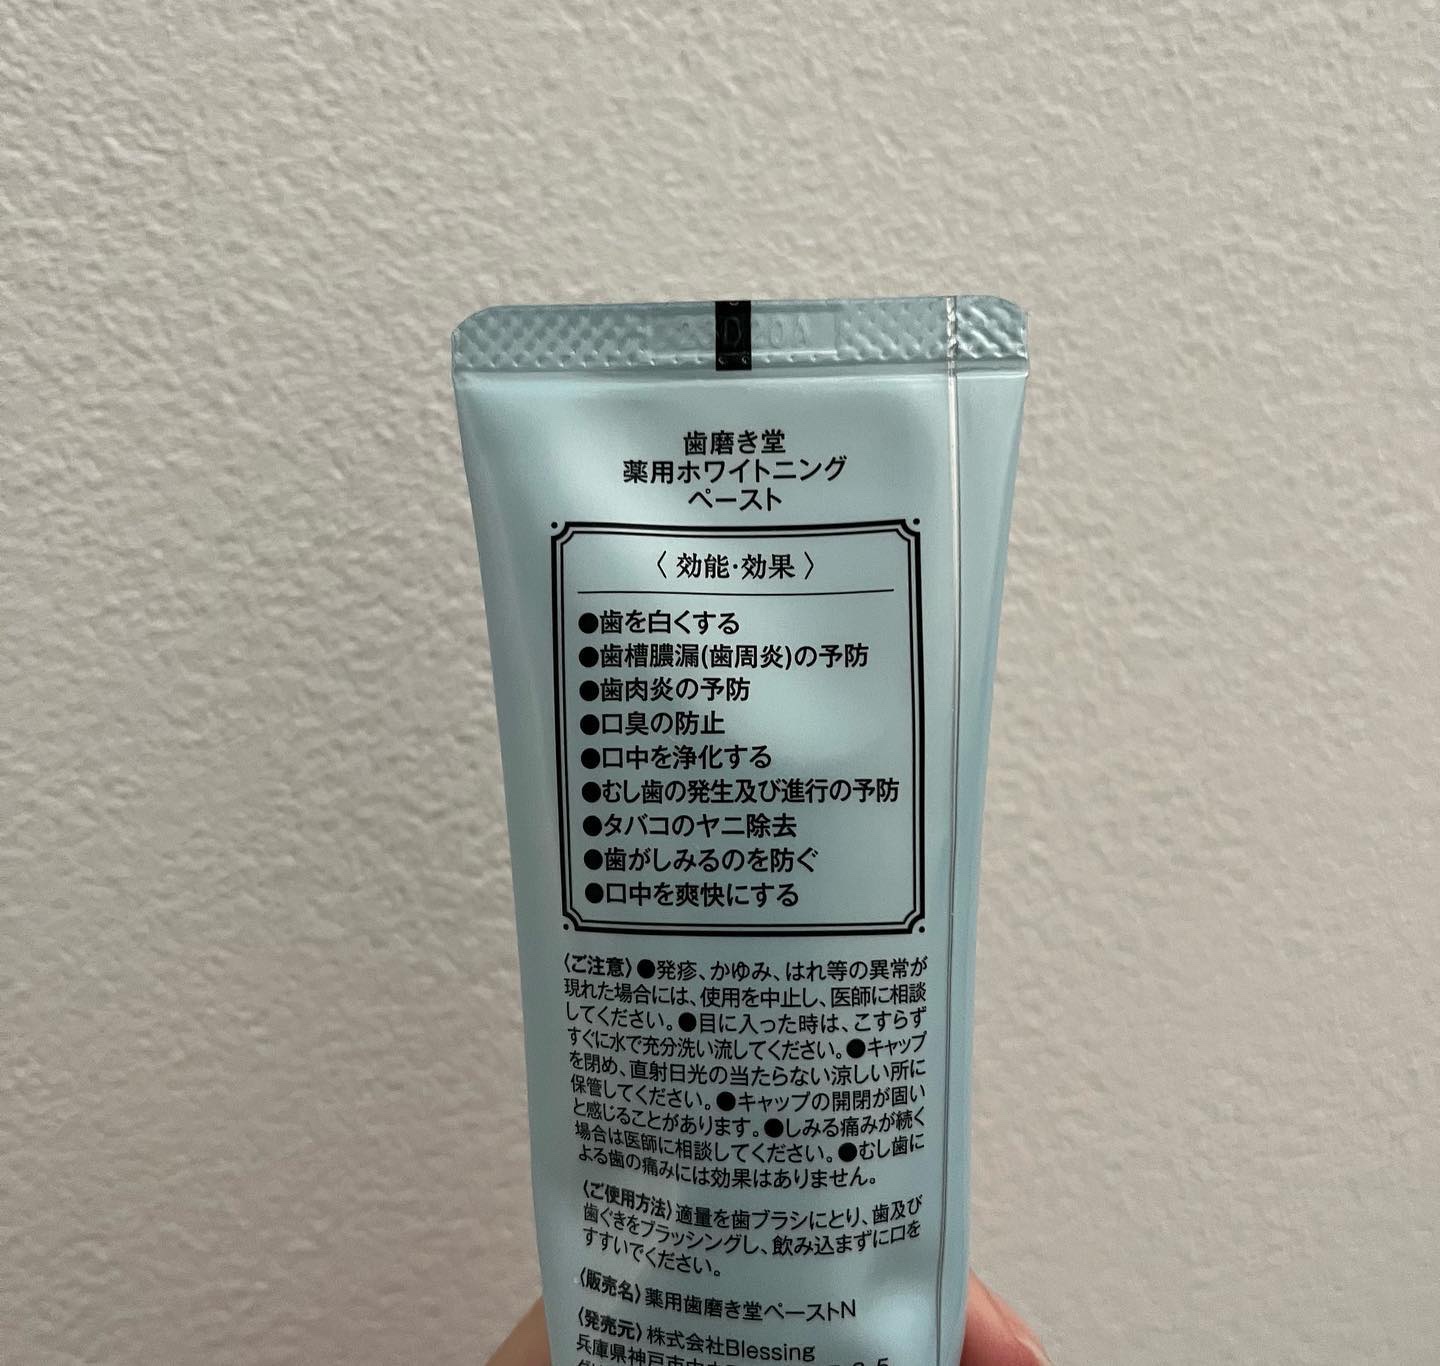 歯磨き堂
薬用ホワイトニング
ペースト
〈 効能･効果 〉
●歯を白くする
●歯槽膿漏(歯周炎)の予防
●歯肉炎の予防
●口臭の防止
●口中を浄化する
●むし歯の発生及び進行の予防
●タバコのヤニ除去
●歯がしみるのを防ぐ
●口中を爽快にする
〈ご注意〉●発疹、かゆみ、はれ等の異常が
現れた場合には、使用を中止し、医師に相談
してください。●目に入った時は、こすらず
すぐに水で充分洗い流してください。●キャップ
を閉め、直射日光の当たらない涼しい所に
保管してください。●キャップの開閉が固い
と感じることがあります。●しみる痛みが続く
場合は医師に相談してください。●むし歯に
よる歯の痛みには効果はありません。
〈ご使用方法〉適量を歯ブラシにとり、歯及び
歯ぐきをブラッシングし、飲み込まずに口を
すすいでください。
〈販売名〉薬用歯磨き堂ペーストN
〈発売元〉株式会社Blessing
兵庫県神戸市中央